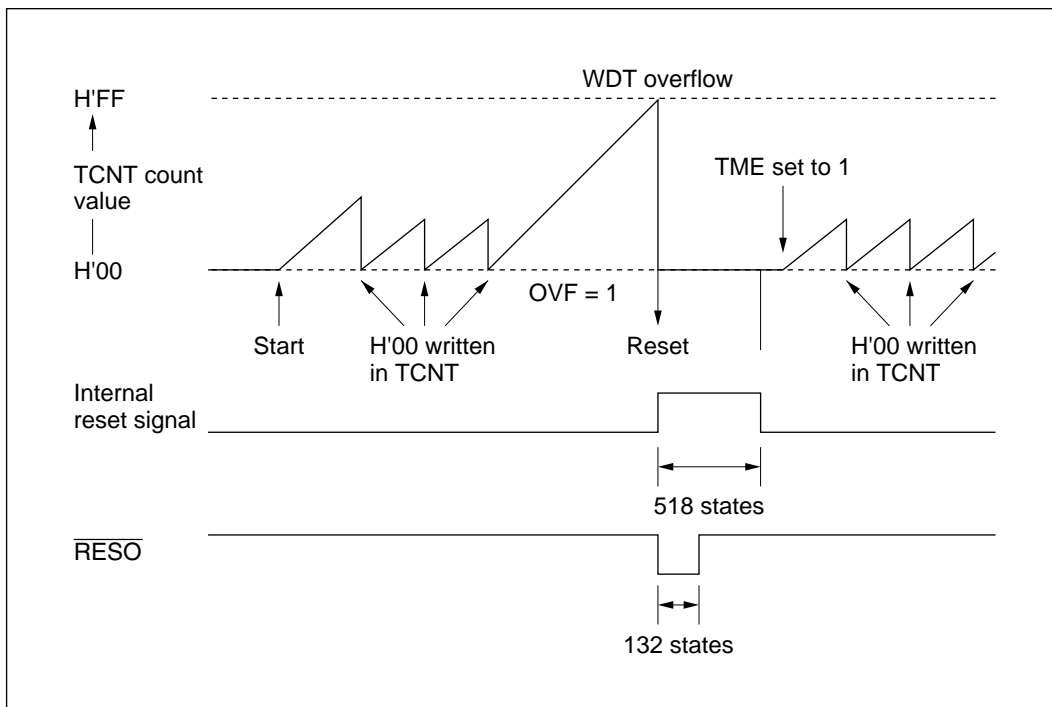 WDT overflow
H'FF
TCNT count
value
TME set to 1
H'00
OVF = 1
Start
H'00 written
in TCNT
Reset
H'00 written
in TCNT
Internal
reset signal
518 states
RESO
132 states